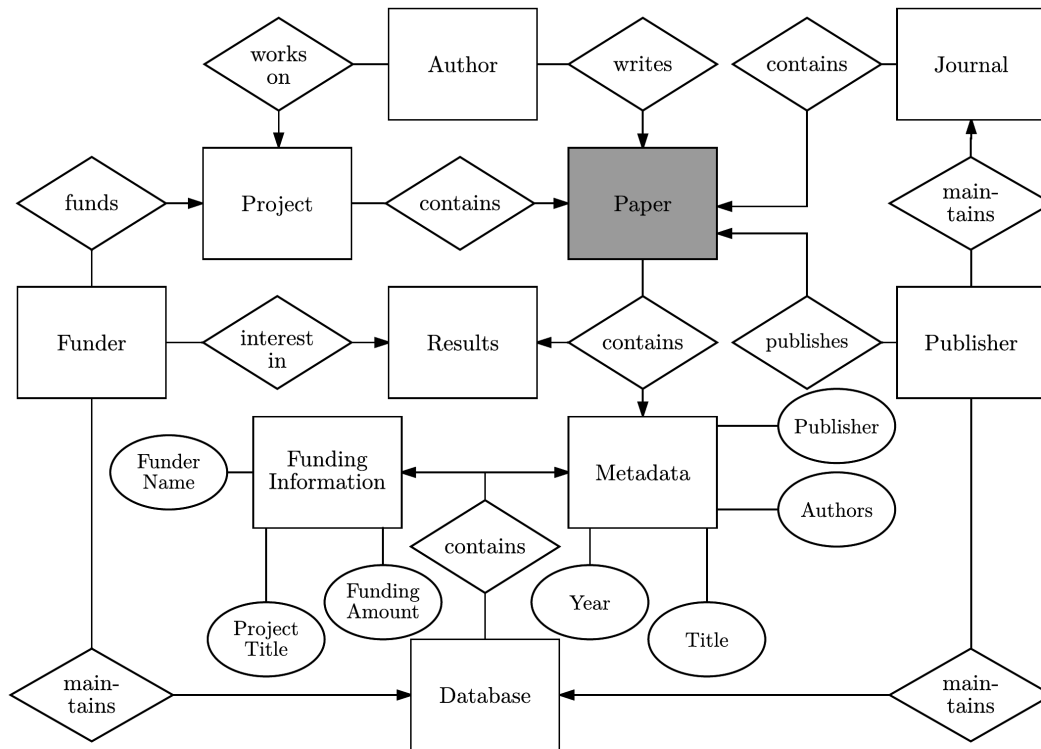 works
on
Author
writes
contains
Journal
funds
Project
contains
Paper
main-
tains
Funder
interest
in
Results
contains
publishes
Publisher
Funder
Name
Funding
Information
Metadata
Publisher
Authors
contains
Project
Title
Funding
Amount
Year
Title
main-
tains
Database
main-
tains